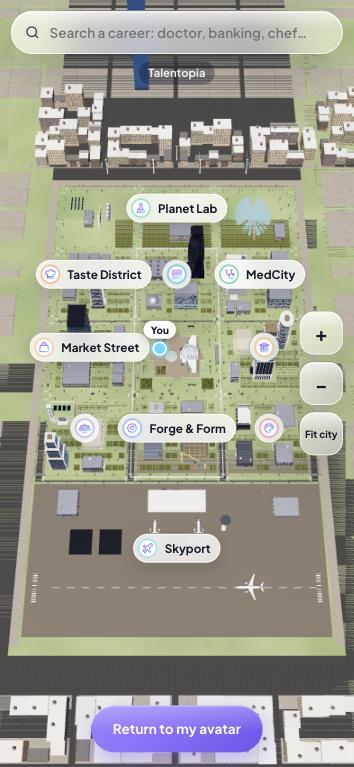 Search a career: doctor, banking, chef...
Talentopia
Planet Lab
Taste District
MedCity
You
Market Street
+
−
Forge & Form
Fit city
Skyport
Return to my avatar